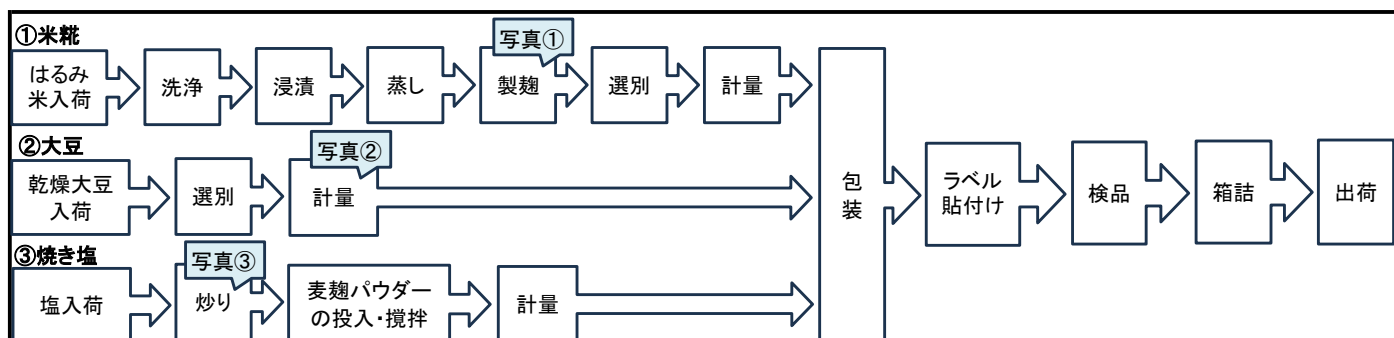 ①米糀
写真①
はるみ
米入荷
洗浄
浸漬
蒸し
製麹
選別
計量
②大豆
写真②
乾燥大豆
入荷
選別
計量
③焼き塩
写真③
塩入荷
炒り
麦麹パウダー
の投入・撹拌
計量
包
装
ラベル
貼付け
検品
箱詰
出荷